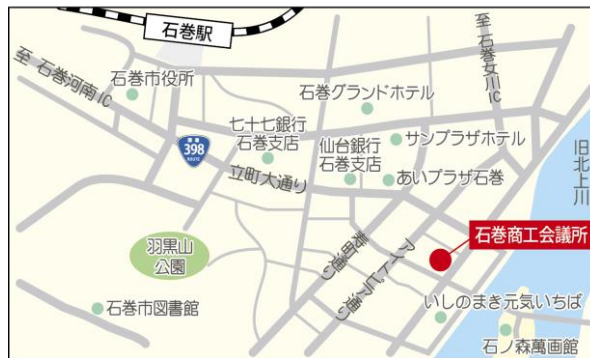 石巻駅
至 石巻河南IC
石巻市役所
石巻グランドホテル
至 石巻女川IC
七十七銀行
石巻支店
国道
398
ROUTE
仙台銀行
石巻支店
サンプラザホテル
旧北上川
立町大通り
あいプラザ石巻
石巻商工会議所
羽黒山
公園
寿町通り
アイトピア通り
いしのまき元気いちば
石巻市図書館
石ノ森萬画館